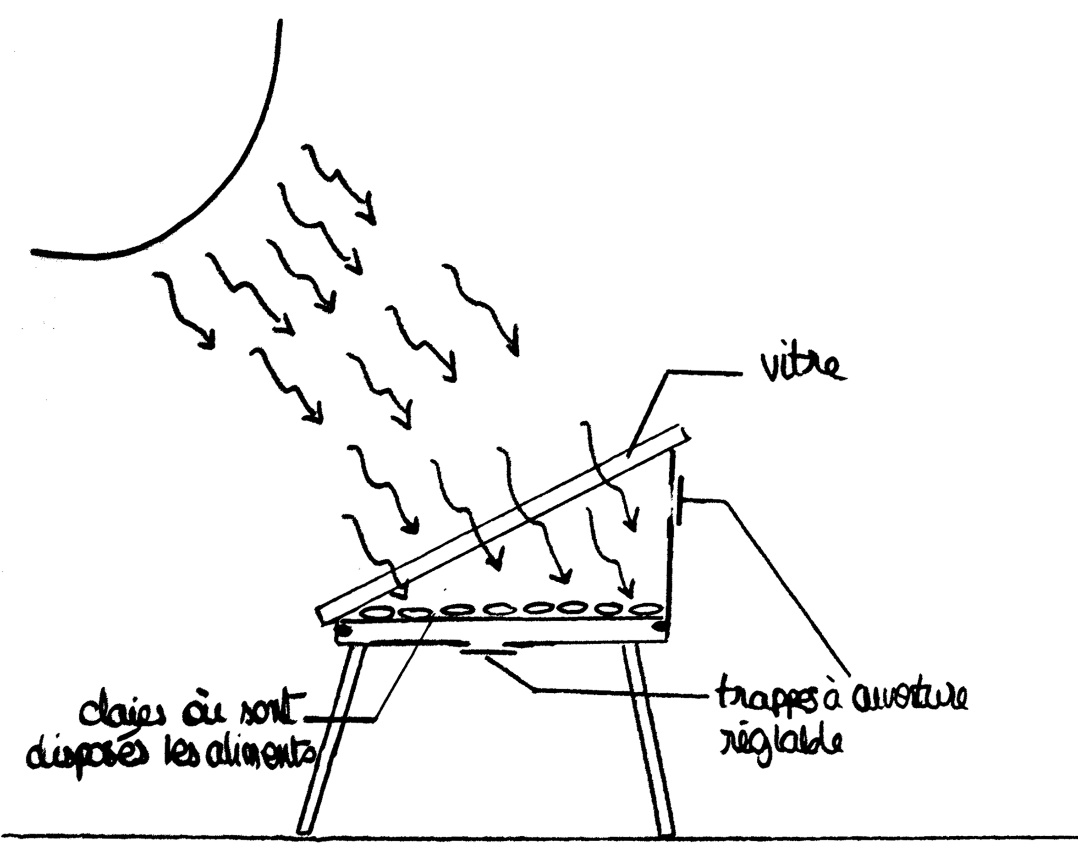 vitre
claies où sont
disposés les aliments
trappes à ouverture
réglable